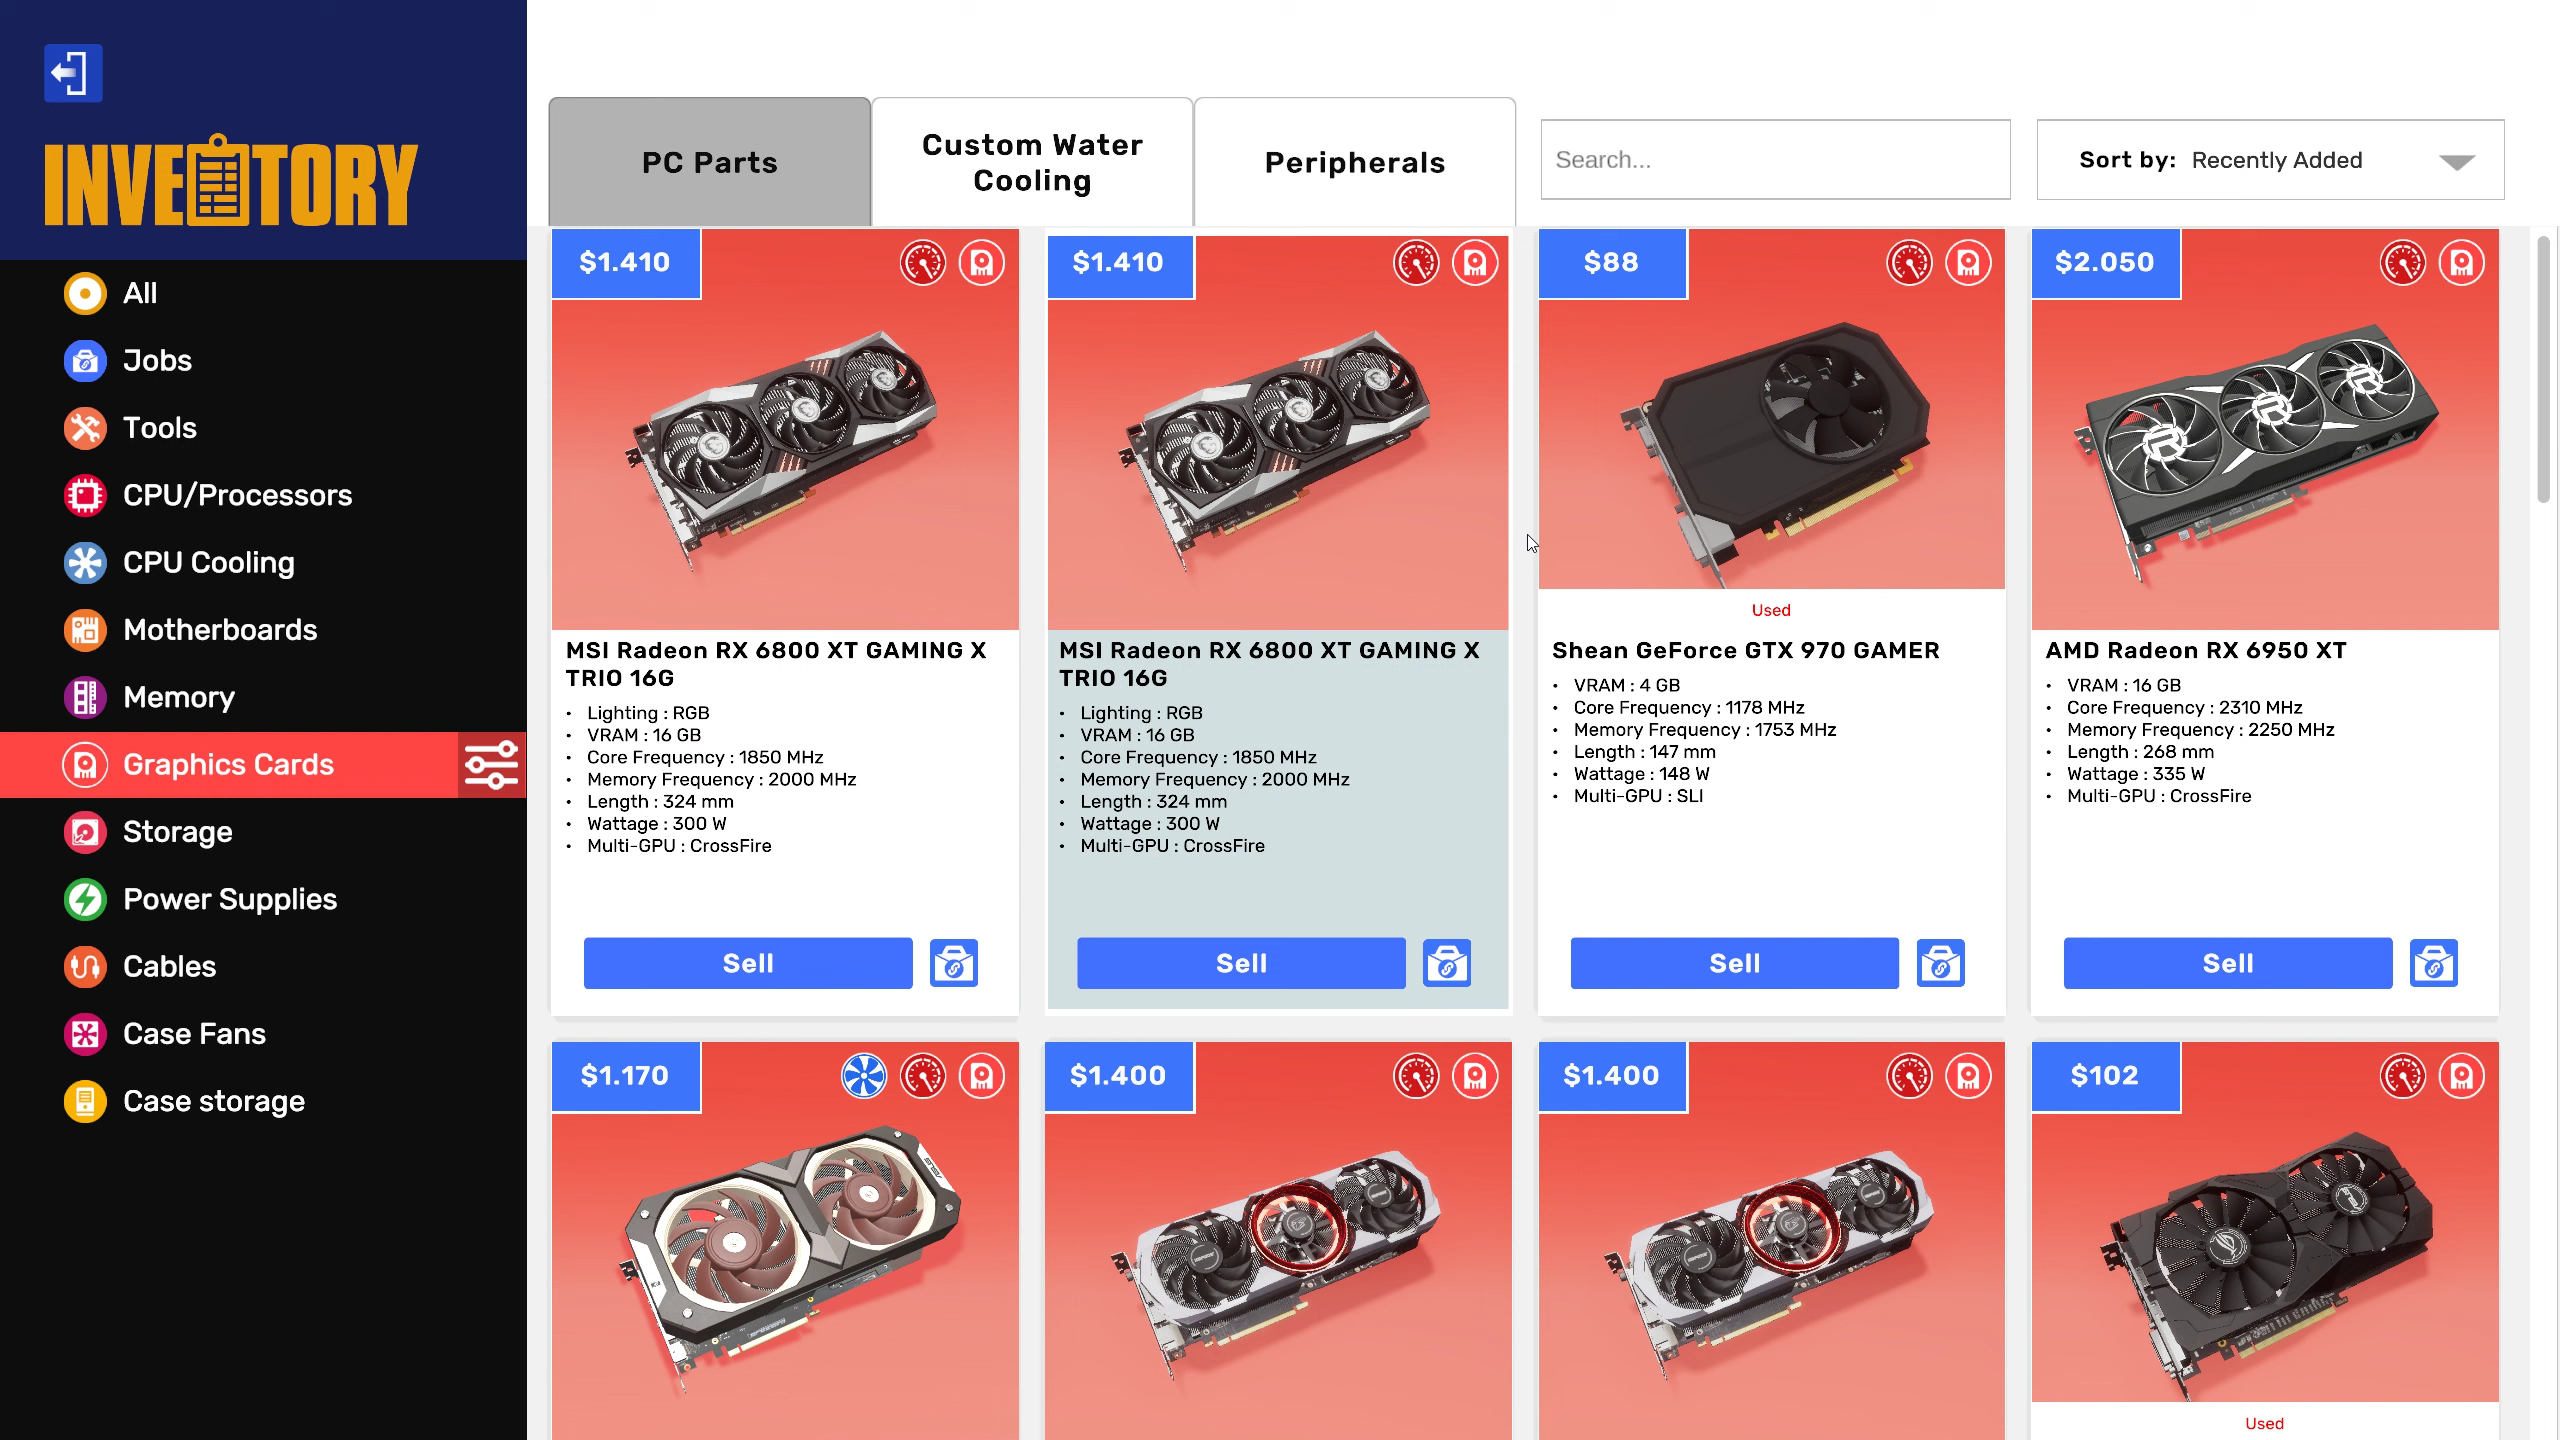 INVENTORY
All
Jobs
Tools
CPU/Processors
CPU Cooling
Motherboards
Memory
Graphics Cards
Storage
Power Supplies
Cables
Case Fans
Case storage
PC Parts
Custom Water
Cooling
Peripherals
Search...
Sort by: Recently Added
$1.410
MSI Radeon RX 6800 XT GAMING X
TRIO 16G
• Lighting : RGB
• VRAM : 16 GB
• Core Frequency : 1850 MHz
• Memory Frequency : 2000 MHz
• Length : 324 mm
• Wattage : 300 W
• Multi-GPU : CrossFire
Sell
$1.410
MSI Radeon RX 6800 XT GAMING X
TRIO 16G
• Lighting : RGB
• VRAM : 16 GB
• Core Frequency : 1850 MHz
• Memory Frequency : 2000 MHz
• Length : 324 mm
• Wattage : 300 W
• Multi-GPU : CrossFire
Sell
$88
Used
Shean GeForce GTX 970 GAMER
• VRAM : 4 GB
• Core Frequency : 1178 MHz
• Memory Frequency : 1753 MHz
• Length : 147 mm
• Wattage : 148 W
• Multi-GPU : SLI
Sell
$2.050
AMD Radeon RX 6950 XT
• VRAM : 16 GB
• Core Frequency : 2310 MHz
• Memory Frequency : 2250 MHz
• Length : 268 mm
• Wattage : 335 W
• Multi-GPU : CrossFire
Sell
$1.170
$1.400
$1.400
$102
Used